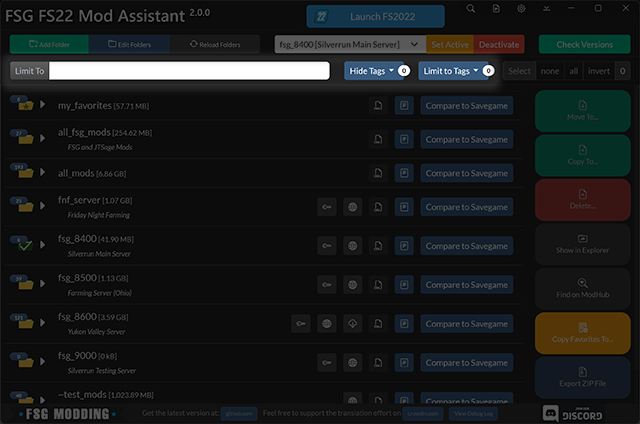 FSG FS22 Mod Assistant 2.0.0
22 Launch FS2022
Add Folder Edit Folders Reload Folders fsg_8400 [Silverrun Main Server] Set Active Deactivate Check Versions
Limit To Hide Tags 0 Limit to Tags 0 Select none all invert 0
my_favorites [57.71 MB] Compare to Savegame
all_fsg_mods [254.62 MB]
FSG and JTSage Mods
Compare to Savegame
all_mods [6.86 GB] Compare to Savegame
fnf_server [1.07 GB]
Friday Night Farming
Compare to Savegame
fsg_8400 [41.90 MB]
Silverrun Main Server
Compare to Savegame
fsg_8500 [1.13 GB]
Farming Server (Ohio)
Compare to Savegame
fsg_8600 [3.59 GB]
Yukon Valley Server
Compare to Savegame
fsg_9000 [0 kB]
Silverrun Testing Server
Compare to Savegame
~test_mods [1,023.89 MB] Compare to Savegame
Move To...
Copy To...
Delete...
Show in Explorer
Find on ModHub
Copy Favorites To...
Export ZIP File
FSG MODDING Get the latest version at: github.com Feel free to support the translation effort on crowdin.com View Debug Log
DISCORD